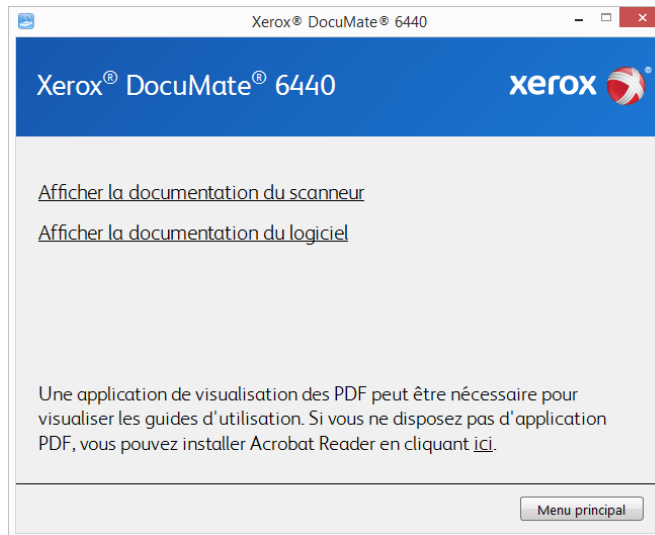 Xerox® DocuMate® 6440
Xerox® DocuMate® 6440
xerox®
Afficher la documentation du scanneur
Afficher la documentation du logiciel
Une application de visualisation des PDF peut être nécessaire pour
visualiser les guides d'utilisation. Si vous ne disposez pas d'application
PDF, vous pouvez installer Acrobat Reader en cliquant ici.
Menu principal